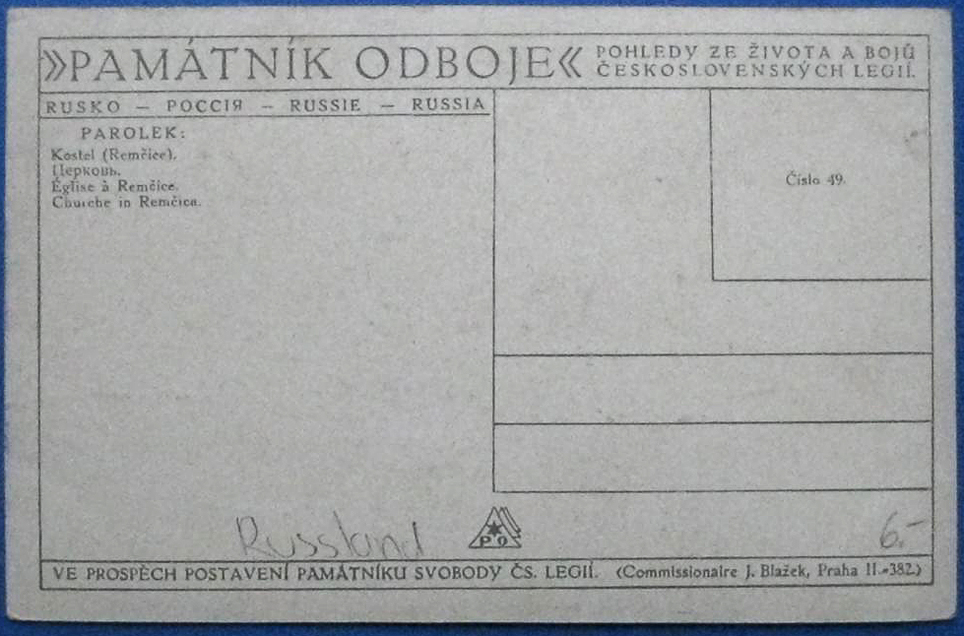 »PAMÁTNÍK ODBOJE«
POHLEDY ZE ŽIVOTA A BOJŮ
ČESKOSLOVENSKÝCH LEGIÍ.
RUSKO — РОССІЯ — RUSSIE — RUSSIA
PAROLEK:
Kostel (Remčice).
Церковь.
Église à Remčice.
Churche in Remčica.
Číslo 49.
Russland
PO
6.-
VE PROSPĚCH POSTAVENÍ PAMÁTNÍKU SVOBODY ČS. LEGIÍ. (Commissionaire J. Blažek, Praha II.-382.)